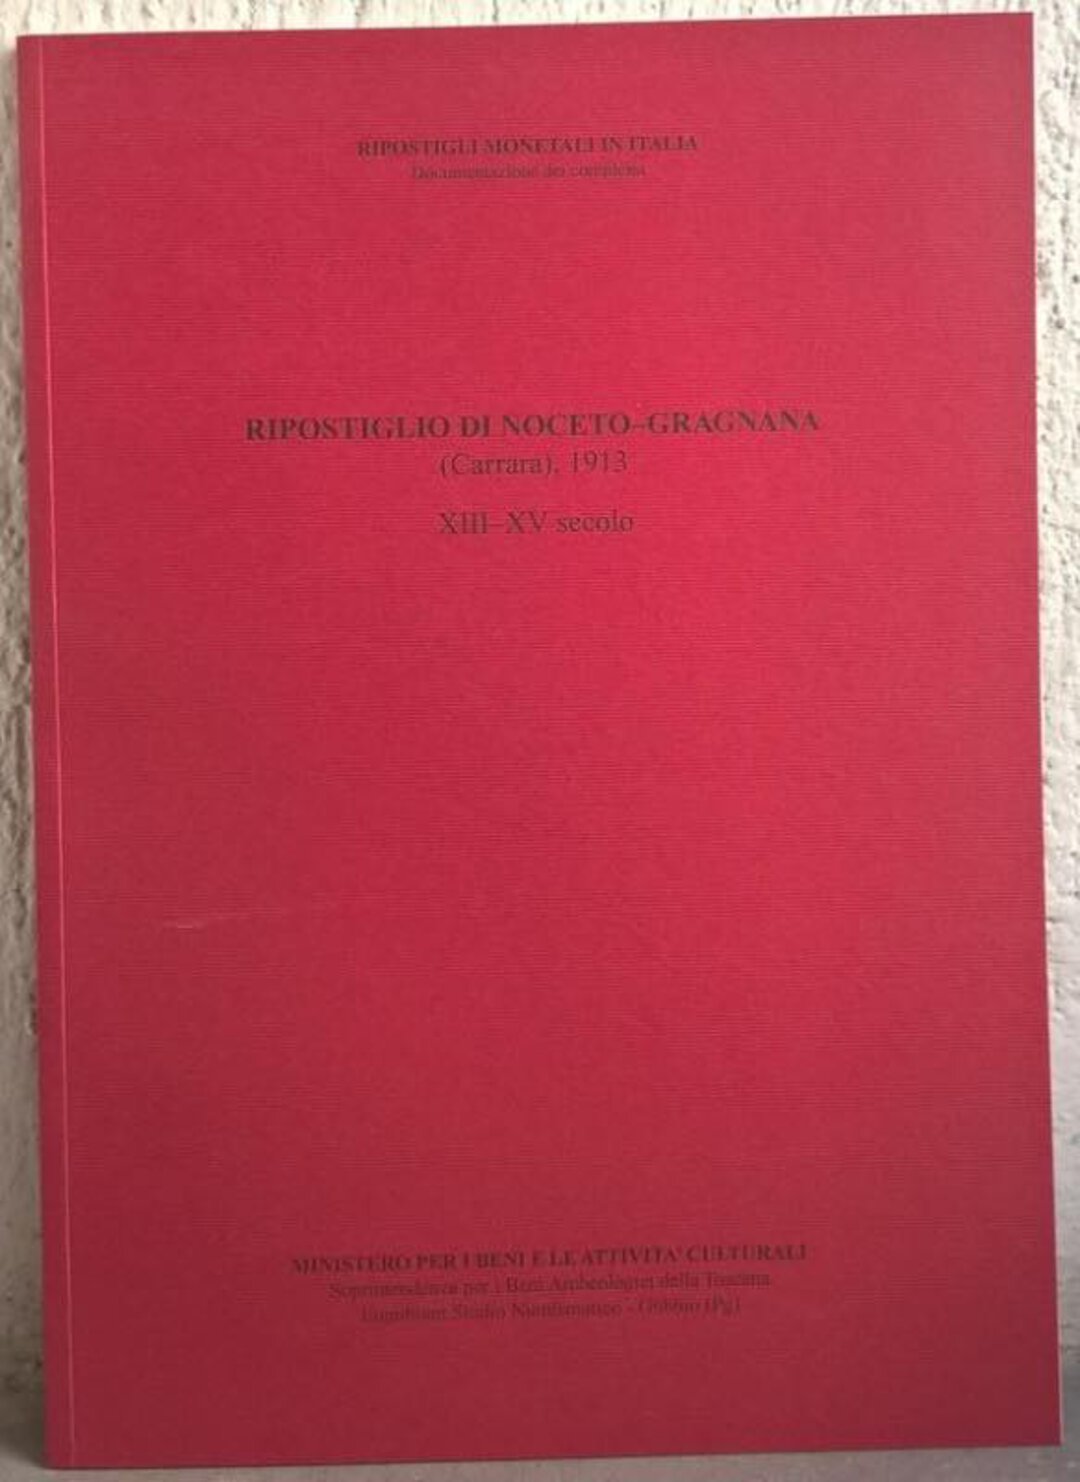 RIPOSTIGLI MONETALI IN ITALIA
Documentazione dei complessi
RIPOSTIGLIO DI NOCETO–GRAGNANA
(Carrara), 1913
XIII–XV secolo
MINISTERO PER I BENI E LE ATTIVITA' CULTURALI
Soprintendenza per i Beni Archeologici della Toscana
Studio Numismatico - Gubbio (Pg)